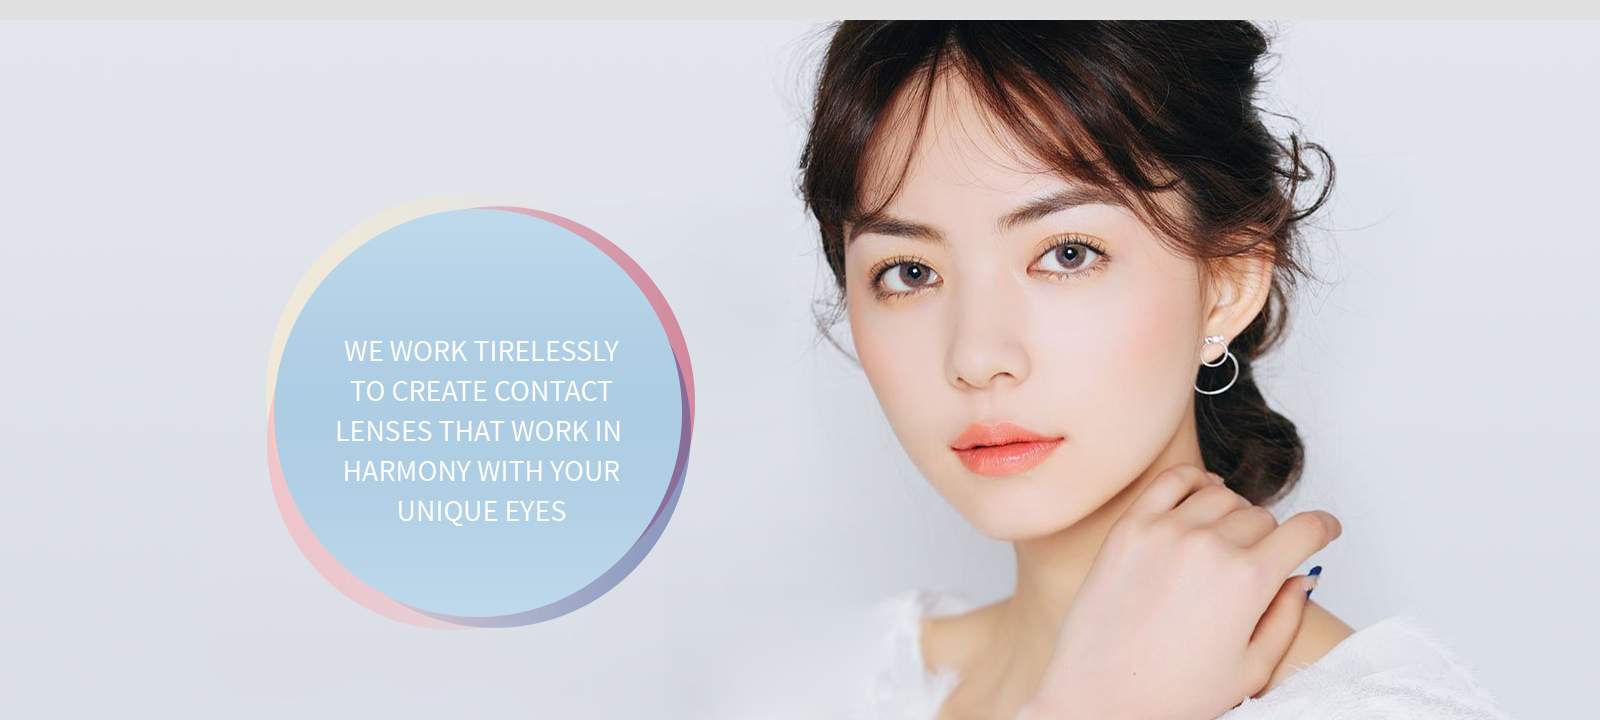 WE WORK TIRELESSLY
TO CREATE CONTACT
LENSES THAT WORK IN
HARMONY WITH YOUR
UNIQUE EYES